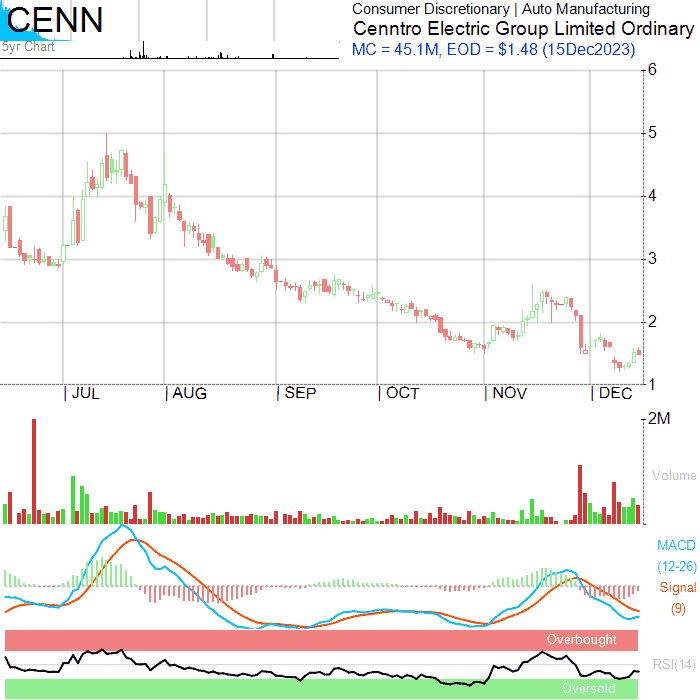 CENN
Consumer Discretionary | Auto Manufacturing
Cenntro Electric Group Limited Ordinary
MC = 45.1M, EOD = $1.48 (15Dec2023)
5yr Chart
6
5
4
3
2
1
| JUL | AUG | SEP | OCT | NOV | DEC
2M
Volume
MACD
(12-26)
Signal
(9)
Overbought
RSI(14)
Oversold